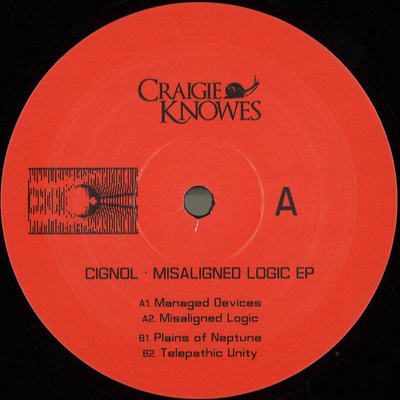 CRAIGIE
KNOWES
A
CIGNOL · MISALIGNED LOGIC EP
A1. Managed Devices
A2. Misaligned Logic
B1. Plains of Neptune
B2. Telepathic Unity